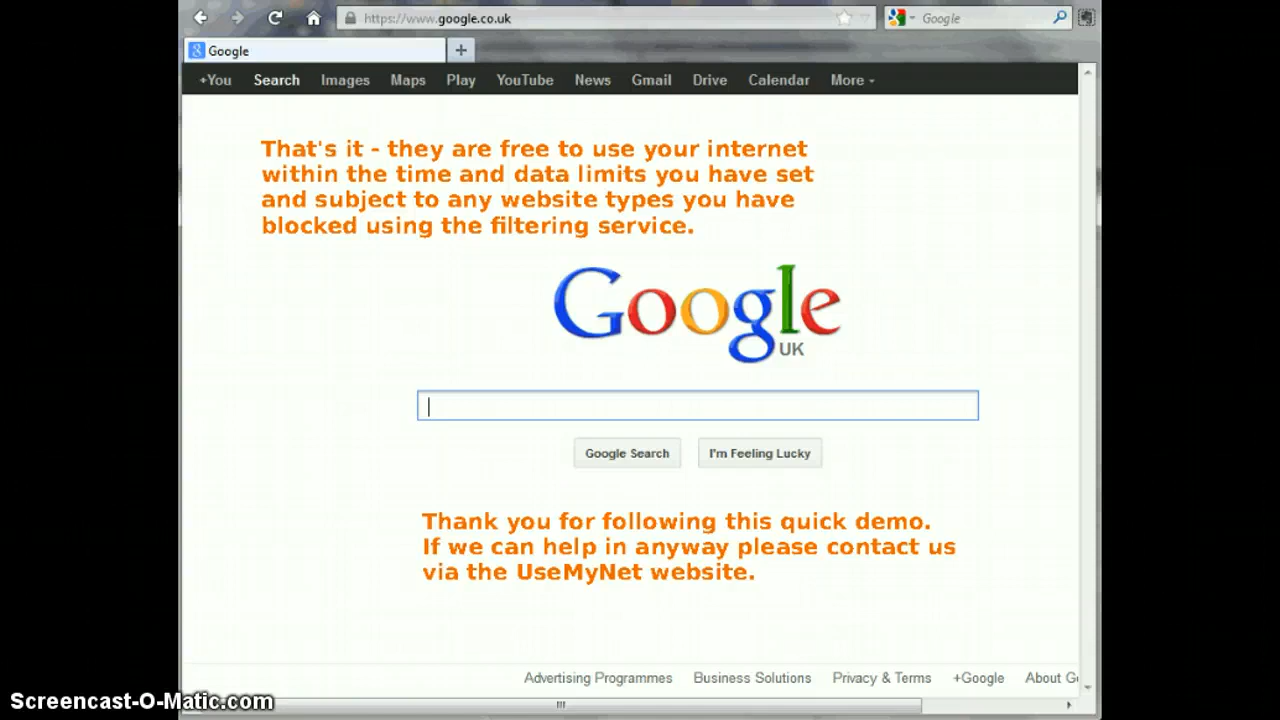 https://www.google.co.uk
Google
Google
+You Search Images Maps Play YouTube News Gmail Drive Calendar More
That's it - they are free to use your internet
within the time and data limits you have set
and subject to any website types you have
blocked using the filtering service.
Google
UK
Google Search I'm Feeling Lucky
Thank you for following this quick demo.
If we can help in anyway please contact us
via the UseMyNet website.
Advertising Programmes Business Solutions Privacy & Terms +Google About G
Screencast-O-Matic.com